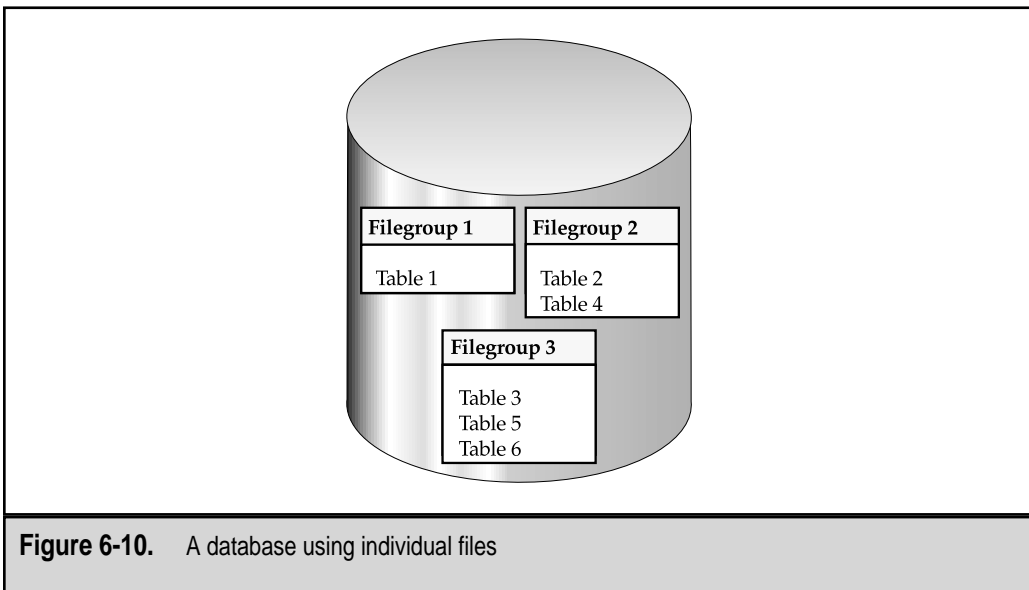 Filegroup 1
Table 1
Filegroup 2
Table 2
Table 4
Filegroup 3
Table 3
Table 5
Table 6
Figure 6-10. A database using individual files